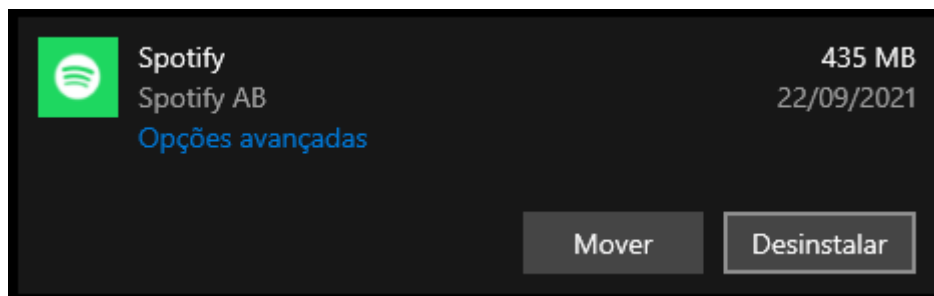 Spotify 435 MB
Spotify AB 22/09/2021
Opções avançadas
Mover Desinstalar